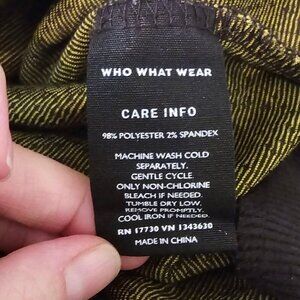 WHO WHAT WEAR
CARE INFO
98% POLYESTER 2% SPANDEX
MACHINE WASH COLD
SEPARATELY.
GENTLE CYCLE.
ONLY NON-CHLORINE
BLEACH IF NEEDED.
TUMBLE DRY LOW.
REMOVE PROMPTLY.
COOL IRON IF NEEDED.
RN 17730 VN 1343630
MADE IN CHINA